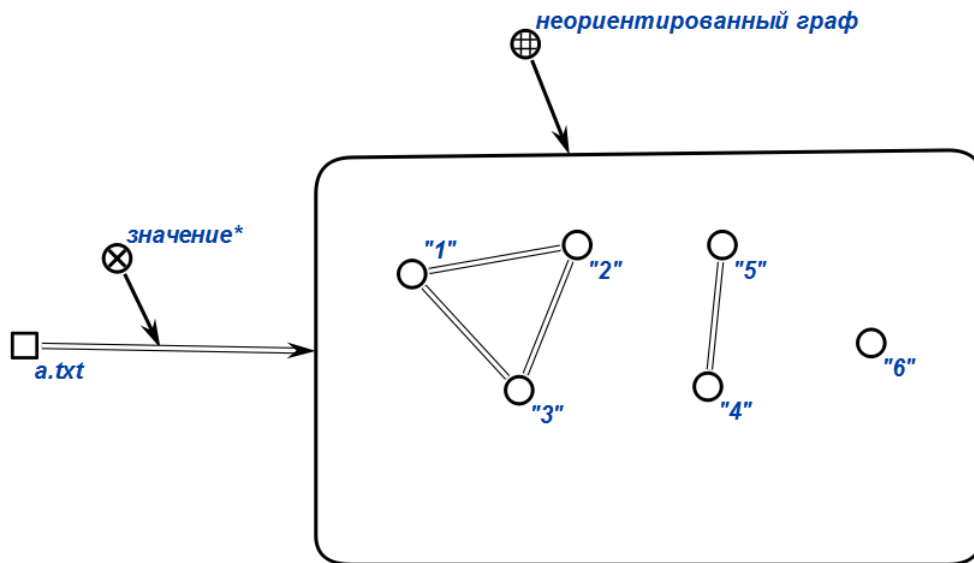 неориентированный граф
значение*
"1"
"2"
"5"
a.txt
"3"
"4"
"6"